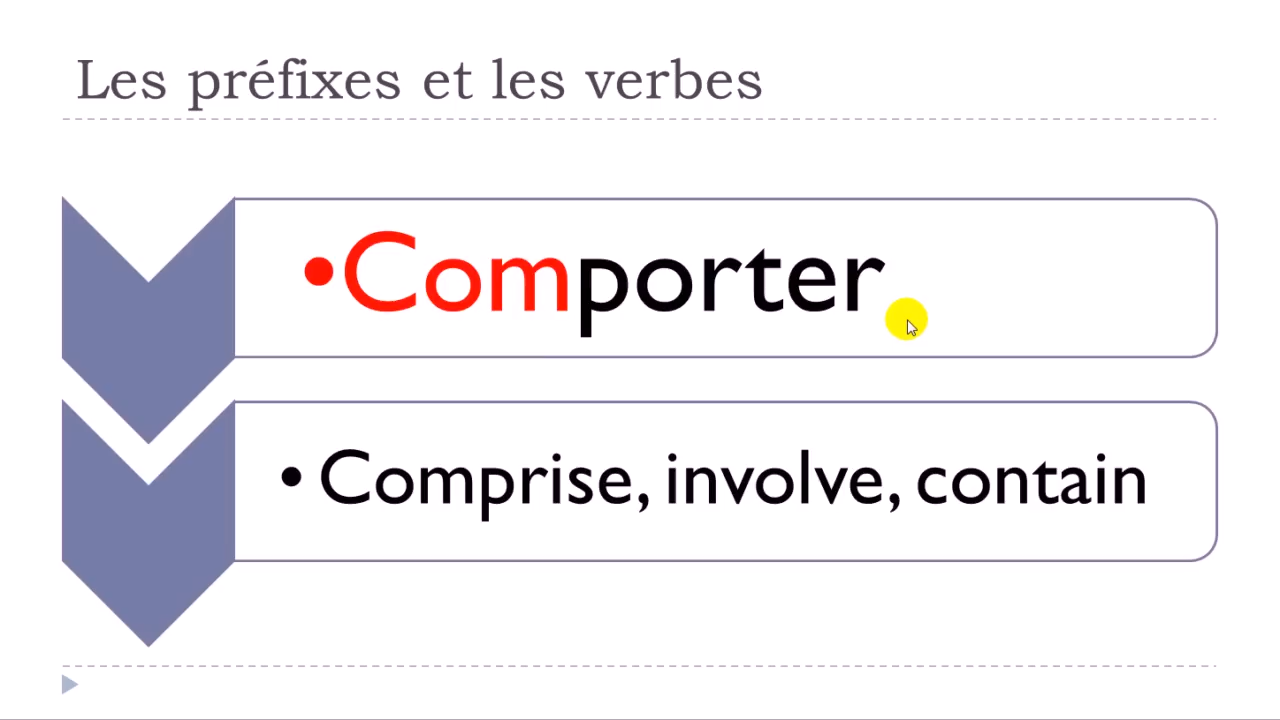 Les préfixes et les verbes
•Comporter
• Comprise, involve, contain